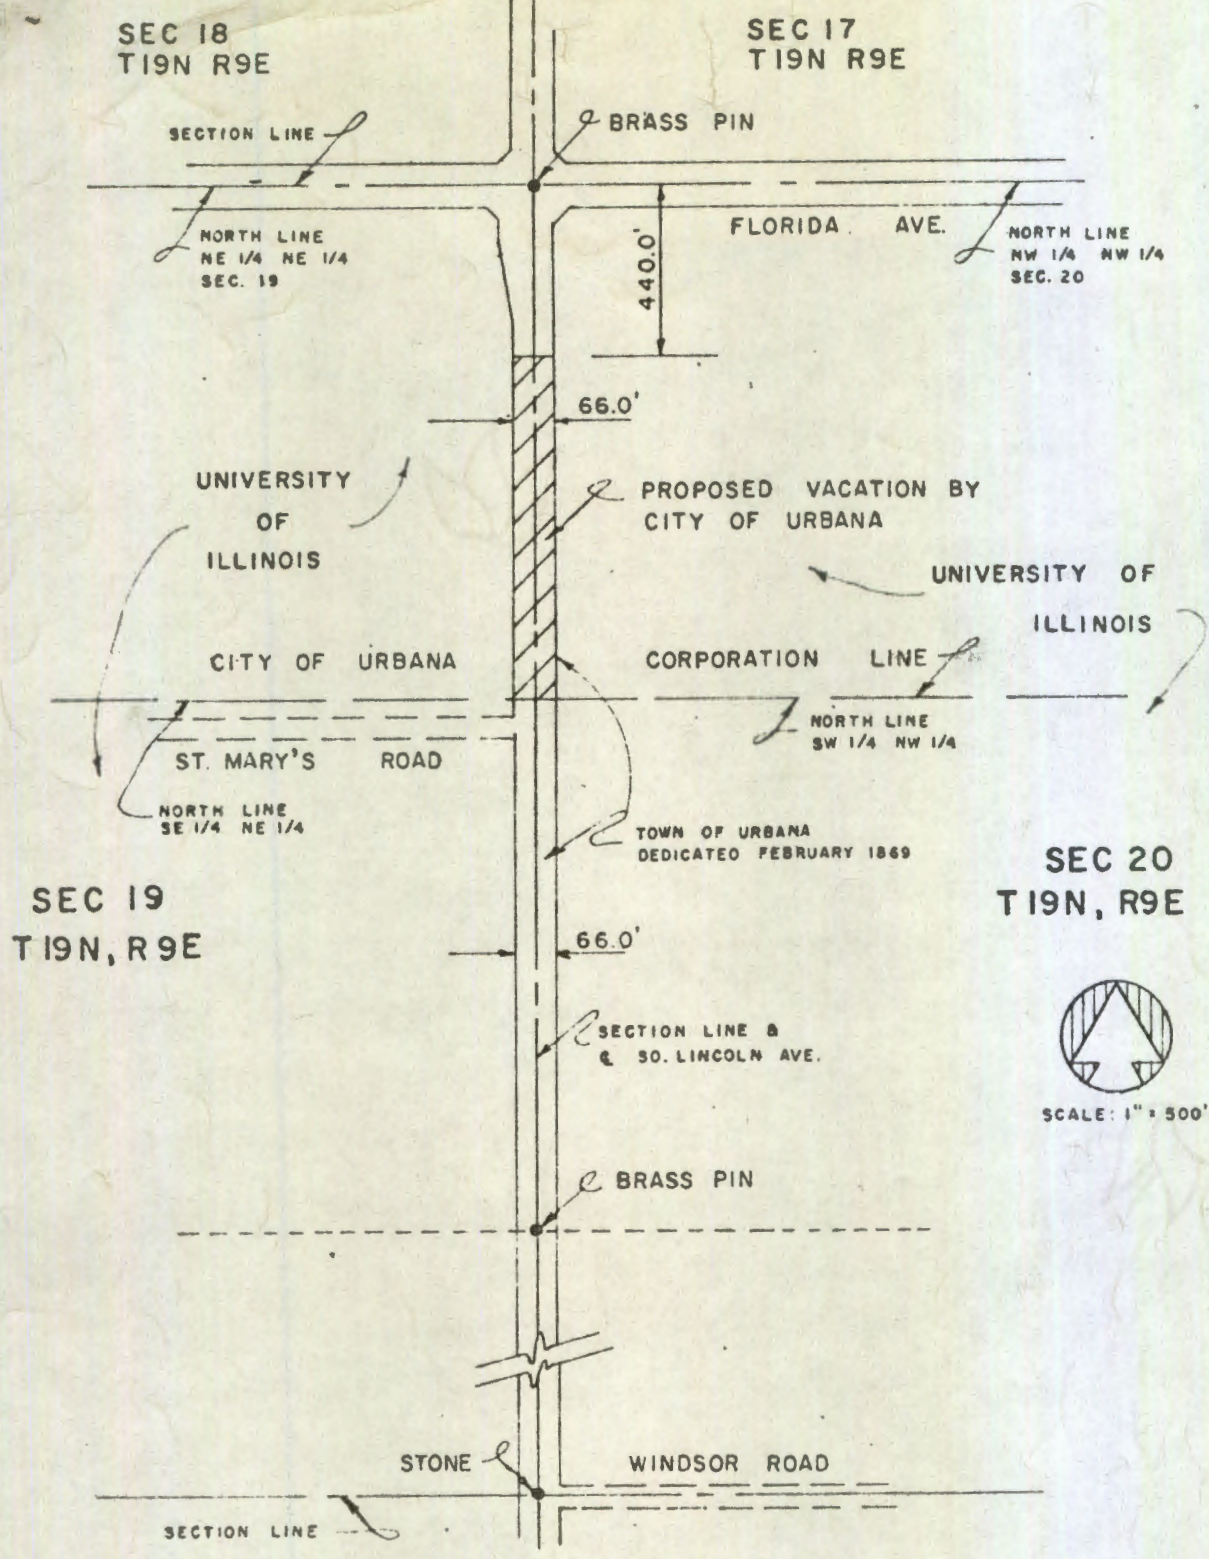 SEC 18
T19N R9E
SEC 17
T19N R9E
SECTION LINE
BRASS PIN
NORTH LINE
NE 1/4 NE 1/4
SEC. 19
FLORIDA AVE.
NORTH LINE
NW 1/4 NW 1/4
SEC. 20
440.0'
66.0'
UNIVERSITY
OF
ILLINOIS
PROPOSED VACATION BY
CITY OF URBANA
UNIVERSITY OF
ILLINOIS
CITY OF URBANA CORPORATION LINE
NORTH LINE
SW 1/4 NW 1/4
ST. MARY'S ROAD
NORTH LINE
SE 1/4 NE 1/4
TOWN OF URBANA
DEDICATED FEBRUARY 1869
SEC 19
T19N, R9E
SEC 20
T19N, R9E
66.0'
SECTION LINE &
℄ SO. LINCOLN AVE.
SCALE: 1" = 500'
BRASS PIN
STONE
WINDSOR ROAD
SECTION LINE